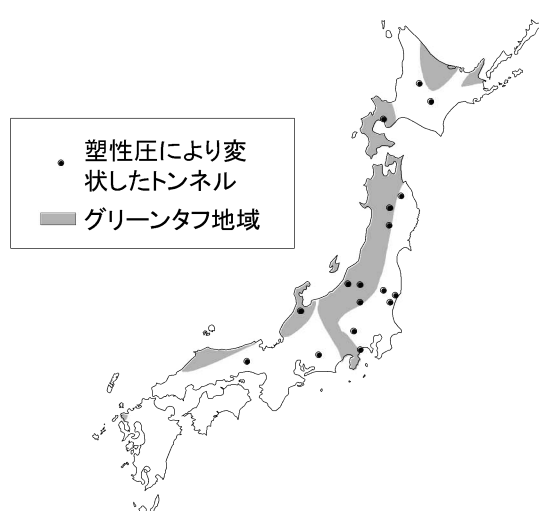 塑性圧により変
状したトンネル
グリーンタフ地域